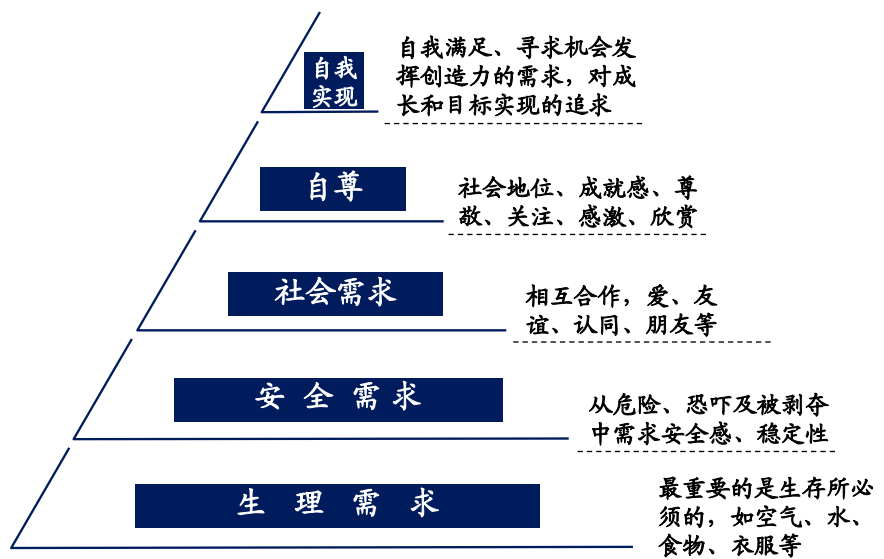 自我
实现
自我满足、寻求机会发
挥创造力的需求，对成
长和目标实现的追求
自尊
社会地位、成就感、尊
敬、关注、感激、欣赏
社会需求
相互合作，爱、友
谊、认同、朋友等
安全需求
从危险、恐吓及被剥夺
中需求安全感、稳定性
生理需求
最重要的是生存所必
须的，如空气、水、
食物、衣服等